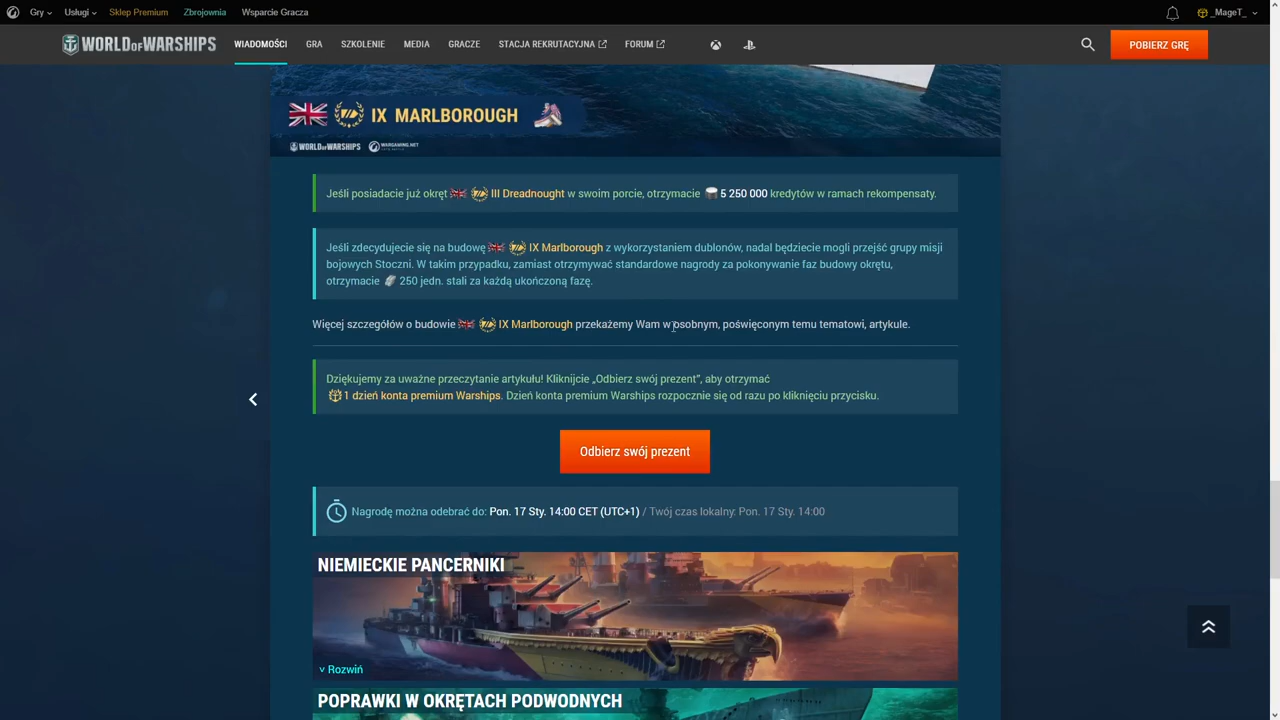 Gry Usługi Sklep Premium Zbrojownia Wsparcie Gracza _MageT_
WORLD OF WARSHIPS WIADOMOŚCI GRA SZKOLENIE MEDIA GRACZE STACJA REKRUTACYJNA FORUM POBIERZ GRĘ
IX MARLBOROUGH
WORLD OF WARSHIPS WARGAMING.NET
Jeśli posiadacie już okręt III Dreadnought w swoim porcie, otrzymacie 5 250 000 kredytów w ramach rekompensaty.
Jeśli zdecydujecie się na budowę IX Marlborough z wykorzystaniem dublonów, nadal będziecie mogli przejść grupy misji
bojowych Stoczni. W takim przypadku, zamiast otrzymywać standardowe nagrody za pokonywanie faz budowy okrętu,
otrzymacie 250 jedn. stali za każdą ukończoną fazę.
Więcej szczegółów o budowie IX Marlborough przekażemy Wam w osobnym, poświęconym temu tematowi, artykule.
Dziękujemy za uważne przeczytanie artykułu! Kliknijcie „Odbierz swój prezent”, aby otrzymać
1 dzień konta premium Warships. Dzień konta premium Warships rozpocznie się od razu po kliknięciu przycisku.
Odbierz swój prezent
Nagrodę można odebrać do: Pon. 17 Sty. 14:00 CET (UTC+1) / Twój czas lokalny: Pon. 17 Sty. 14:00
NIEMIECKIE PANCERNIKI
˅ Rozwiń
POPRAWKI W OKRĘTACH PODWODNYCH